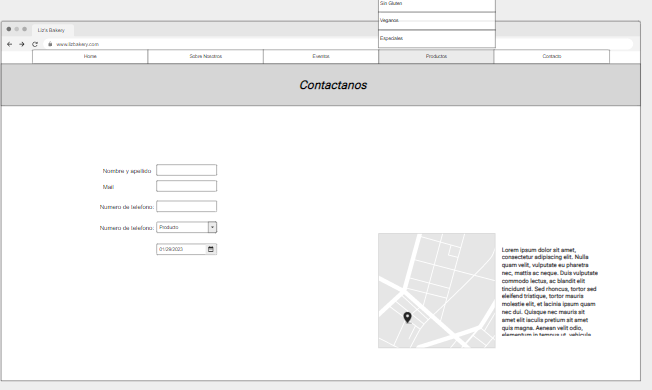 Sin Gluten
Veganos
Especiales
Liz's Bakery
www.lizbakery.com
Home
Sobre Nosotros
Eventos
Productos
Contacto
Contactanos
Nombre y apellido
Mail
Numero de telefono:
Numero de telefono:
Producto
01/29/2023
Lorem ipsum dolor sit amet,
consectetur adipiscing elit. Nulla
quam velit, vulputate eu pharetra
nec, mattis ac neque. Duis vulputate
commodo lectus, ac blandit elit
tincidunt id. Sed rhoncus, tortor sed
eleifend tristique, tortor mauris
molestie elit, et lacinia ipsum quam
nec dui. Quisque nec mauris sit
amet elit iaculis pretium sit amet
quis magna. Aenean velit odio,
elementum in tempus ut, vehicula